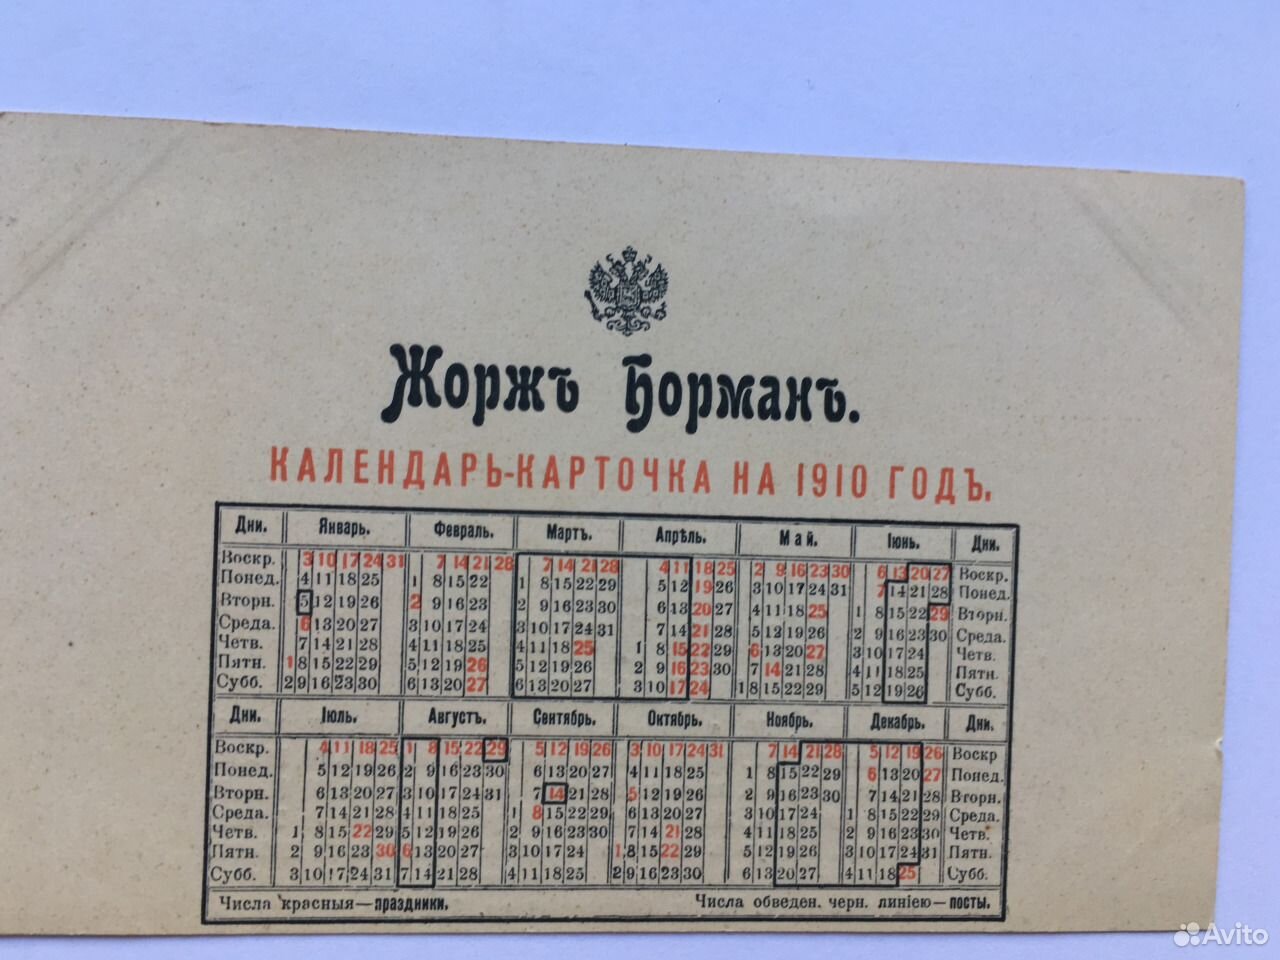 Жоржъ Борманъ.
КАЛЕНДАРЬ-КАРТОЧКА НА 1910 ГОДЪ.
Дни. Январь. Февраль. Мартъ. Апрѣль. Май. Іюнь. Дни.
Воскр. 3 10 17 24 31 7 14 21 28 7 14 21 28 4 11 18 25 2 9 16 23 30 6 13 20 27 Воскр.
Понед. 4 11 18 25 1 8 15 22 1 8 15 22 29 5 12 19 26 3 10 17 24 31 7 14 21 28 Понед.
Вторн. 5 12 19 26 2 9 16 23 2 9 16 23 30 6 13 20 27 4 11 18 25 1 8 15 22 29 Вторн.
Среда. 6 13 20 27 3 10 17 24 3 10 17 24 31 7 14 21 28 5 12 19 26 2 9 16 23 30 Среда.
Четв. 7 14 21 28 4 11 18 25 4 11 18 25 1 8 15 22 29 6 13 20 27 3 10 17 24 Четв.
Пятн. 1 8 15 22 29 5 12 19 26 5 12 19 26 2 9 16 23 30 7 14 21 28 4 11 18 25 Пятн.
Субб. 2 9 16 23 30 6 13 20 27 6 13 20 27 3 10 17 24 1 8 15 22 29 5 12 19 26 Субб.
Дни. Іюль. Августъ. Сентябрь. Октябрь. Ноябрь. Декабрь. Дни.
Воскр. 4 11 18 25 1 8 15 22 29 5 12 19 26 3 10 17 24 31 7 14 21 28 5 12 19 26 Воскр
Понед. 5 12 19 26 2 9 16 23 30 6 13 20 27 4 11 18 25 1 8 15 22 29 6 13 20 27 Понед.
Вторн. 6 13 20 27 3 10 17 24 31 7 14 21 28 5 12 19 26 2 9 16 23 30 7 14 21 28 Вторн.
Среда. 7 14 21 28 4 11 18 25 1 8 15 22 29 6 13 20 27 3 10 17 24 1 8 15 22 29 Среда.
Четв. 1 8 15 22 29 5 12 19 26 2 9 16 23 30 7 14 21 28 4 11 18 25 2 9 16 23 30 Четв.
Пятн. 2 9 16 23 30 6 13 20 27 3 10 17 24 1 8 15 22 29 5 12 19 26 3 10 17 24 31 Пятн.
Субб. 3 10 17 24 31 7 14 21 28 4 11 18 25 2 9 16 23 30 6 13 20 27 4 11 18 25 Субб.
Числа красныя—праздники. Числа обведен. черн. линіею—посты.
Avito